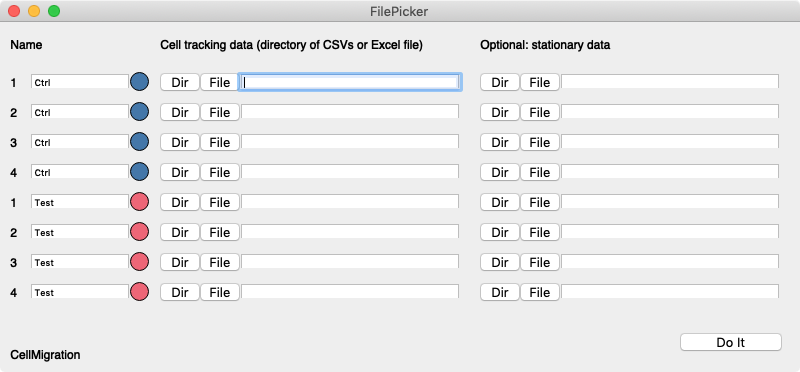 FilePicker
Name Cell tracking data (directory of CSVs or Excel file) Optional: stationary data
1 Ctrl Dir File Dir File
2 Ctrl Dir File Dir File
3 Ctrl Dir File Dir File
4 Ctrl Dir File Dir File
1 Test Dir File Dir File
2 Test Dir File Dir File
3 Test Dir File Dir File
4 Test Dir File Dir File
Do It
CellMigration